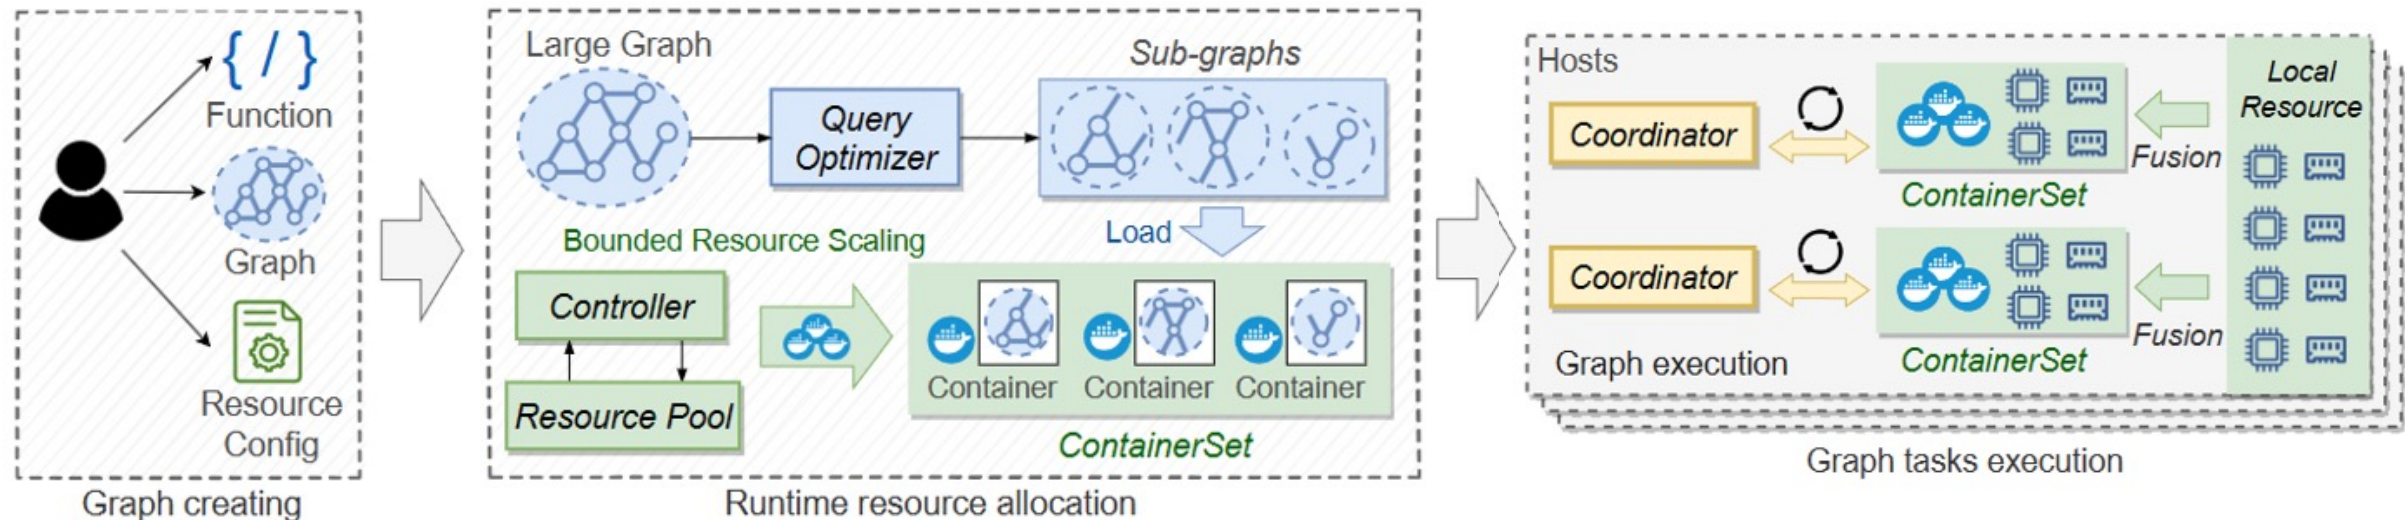 { / }
Function
Graph
Resource
Config
Graph creating
Large Graph
Query
Optimizer
Sub-graphs
Bounded Resource Scaling
Load
Controller
Resource Pool
Container
Container
Container
ContainerSet
Runtime resource allocation
Hosts
Coordinator
ContainerSet
Fusion
Local
Resource
Coordinator
ContainerSet
Fusion
Graph execution
Graph tasks execution